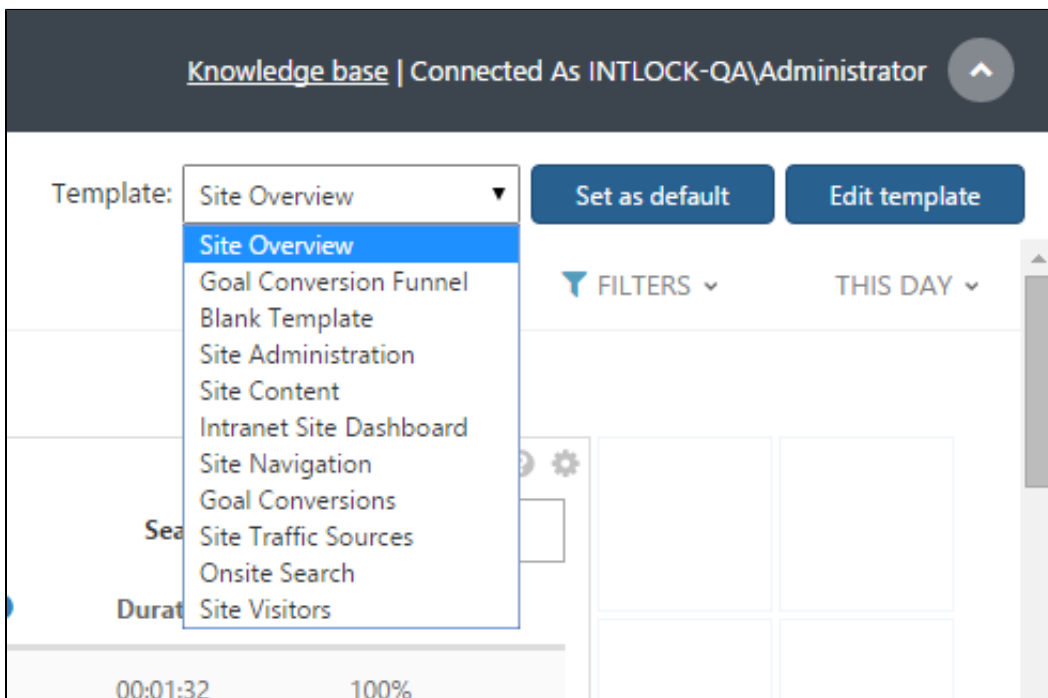 Knowledge base | Connected As INTLOCK-QA\Administrator
Template: Site Overview Set as default Edit template
Site Overview
Goal Conversion Funnel
FILTERS THIS DAY
Blank Template
Site Administration
Site Content
Intranet Site Dashboard
Site Navigation
Goal Conversions
Site Traffic Sources
Onsite Search
Site Visitors
00:01:32 100%